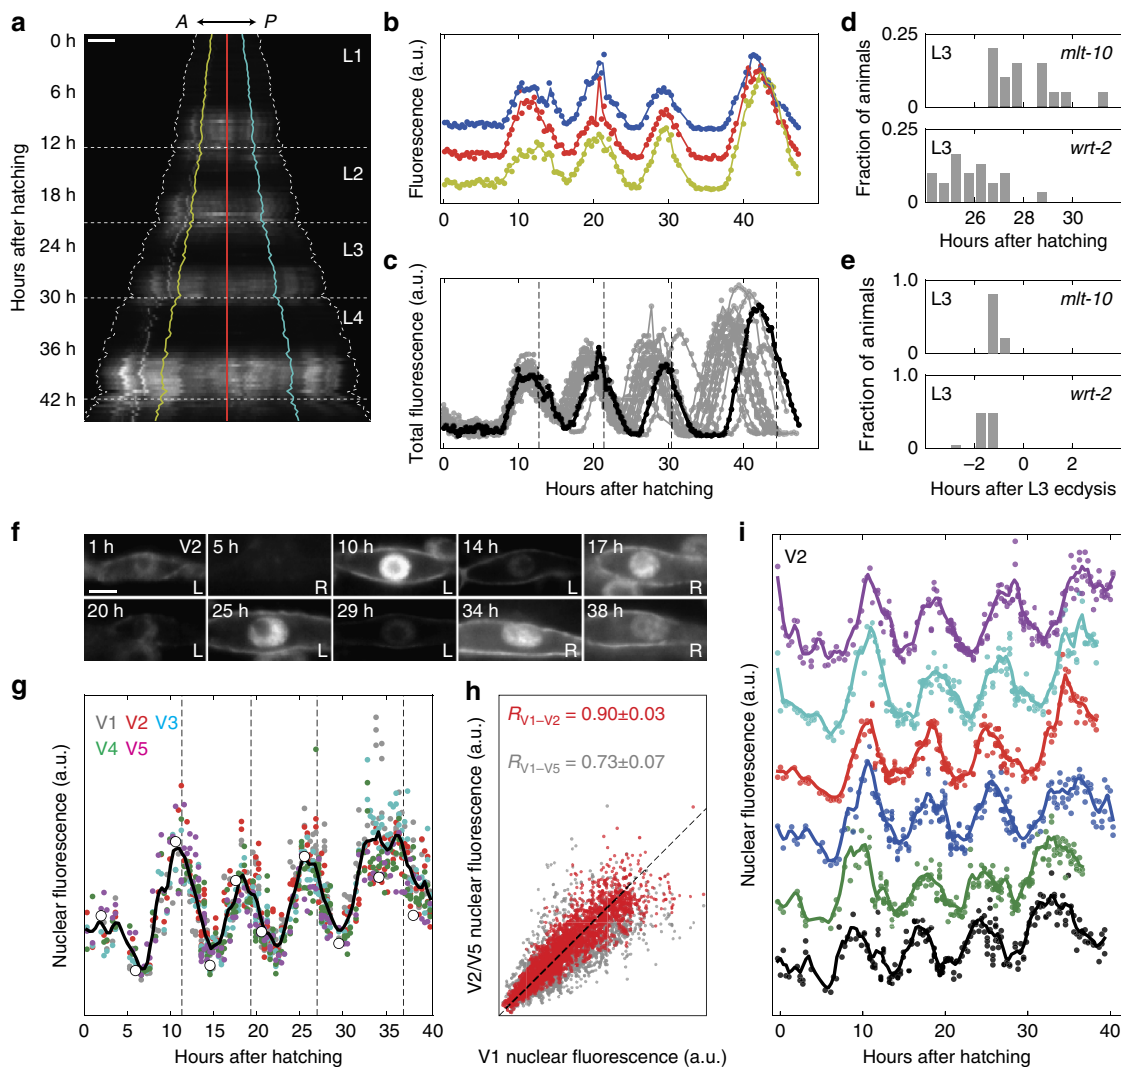 a
A P
0 h
6 h
12 h
18 h
24 h
30 h
36 h
42 h
Hours after hatching
L1
L2
L3
L4
b
Fluorescence (a.u.)
0 10 20 30 40
c
Total fluorescence (a.u.)
0 10 20 30 40
Hours after hatching
d
Fraction of animals
0.25
0
L3 mlt-10
0.25
0
L3 wrt-2
26 28 30
Hours after hatching
e
Fraction of animals
1.0
0
L3 mlt-10
1.0
0
L3 wrt-2
−2 0 2
Hours after L3 ecdysis
f
1 h V2 L
5 h R
10 h L
14 h L
17 h R
20 h L
25 h L
29 h L
34 h R
38 h R
g
V1 V2 V3
V4 V5
Nuclear fluorescence (a.u.)
0 5 10 15 20 25 30 35 40
Hours after hatching
h
R V1–V2 = 0.90±0.03
R V1–V5 = 0.73±0.07
V2/V5 nuclear fluorescence (a.u.)
V1 nuclear fluorescence (a.u.)
i
V2
Nuclear fluorescence (a.u.)
0 10 20 30 40
Hours after hatching